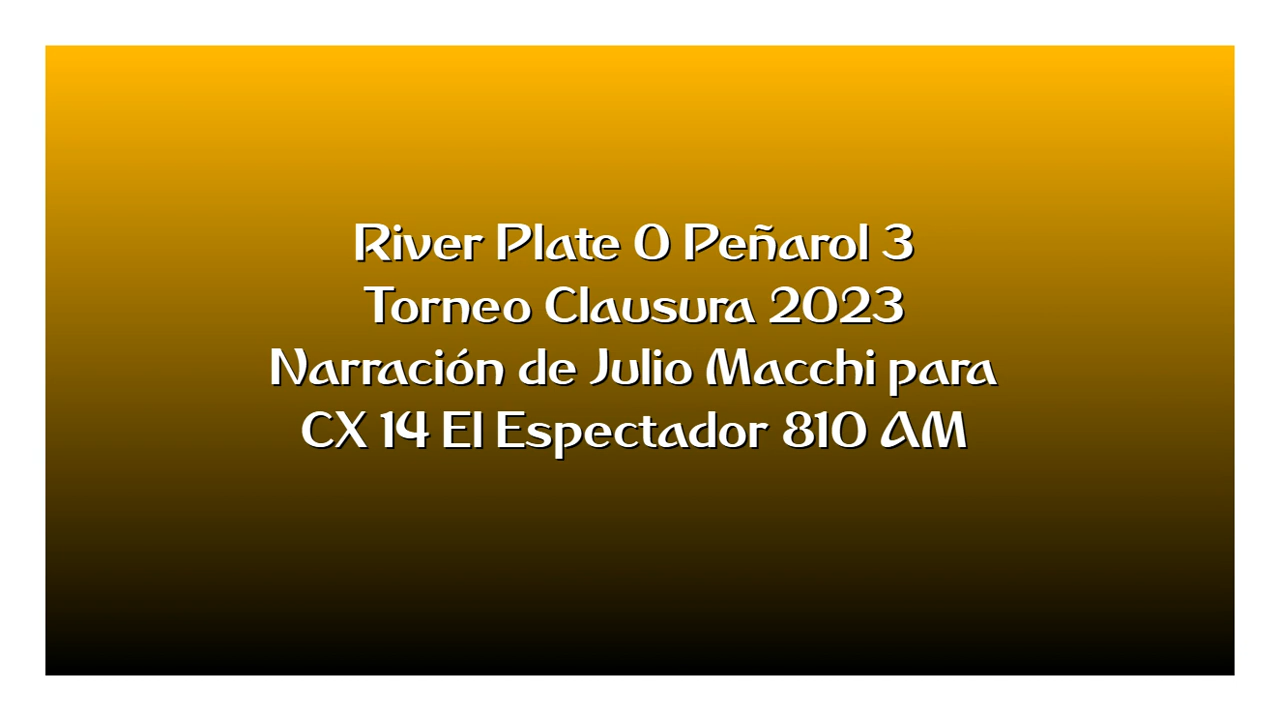 River Plate 0 Peñarol 3
Torneo Clausura 2023
Narración de Julio Macchi para
CX 14 El Espectador 810 AM